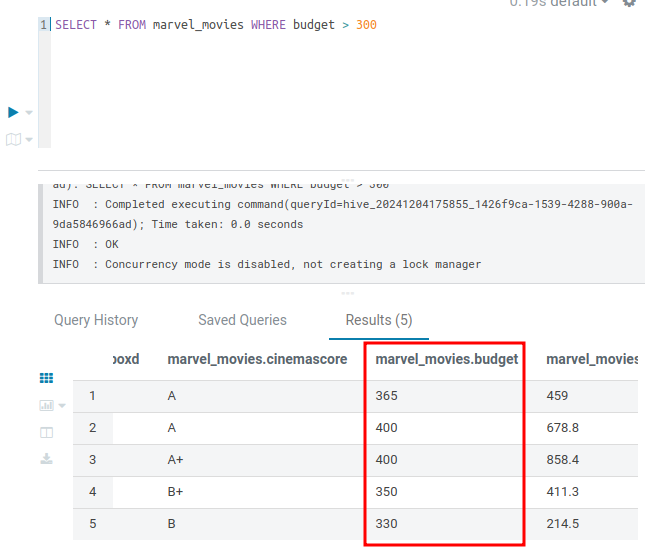 0.19s default
1 SELECT * FROM marvel_movies WHERE budget > 300
ad): SELECT * FROM marvel_movies WHERE budget > 300
INFO : Completed executing command(queryId=hive_20241204175855_1426f9ca-1539-4288-900a-
9da5846966ad); Time taken: 0.0 seconds
INFO : OK
INFO : Concurrency mode is disabled, not creating a lock manager
Query History Saved Queries Results (5)
oxd marvel_movies.cinemascore marvel_movies.budget marvel_movies
1 A 365 459
2 A 400 678.8
3 A+ 400 858.4
4 B+ 350 411.3
5 B 330 214.5